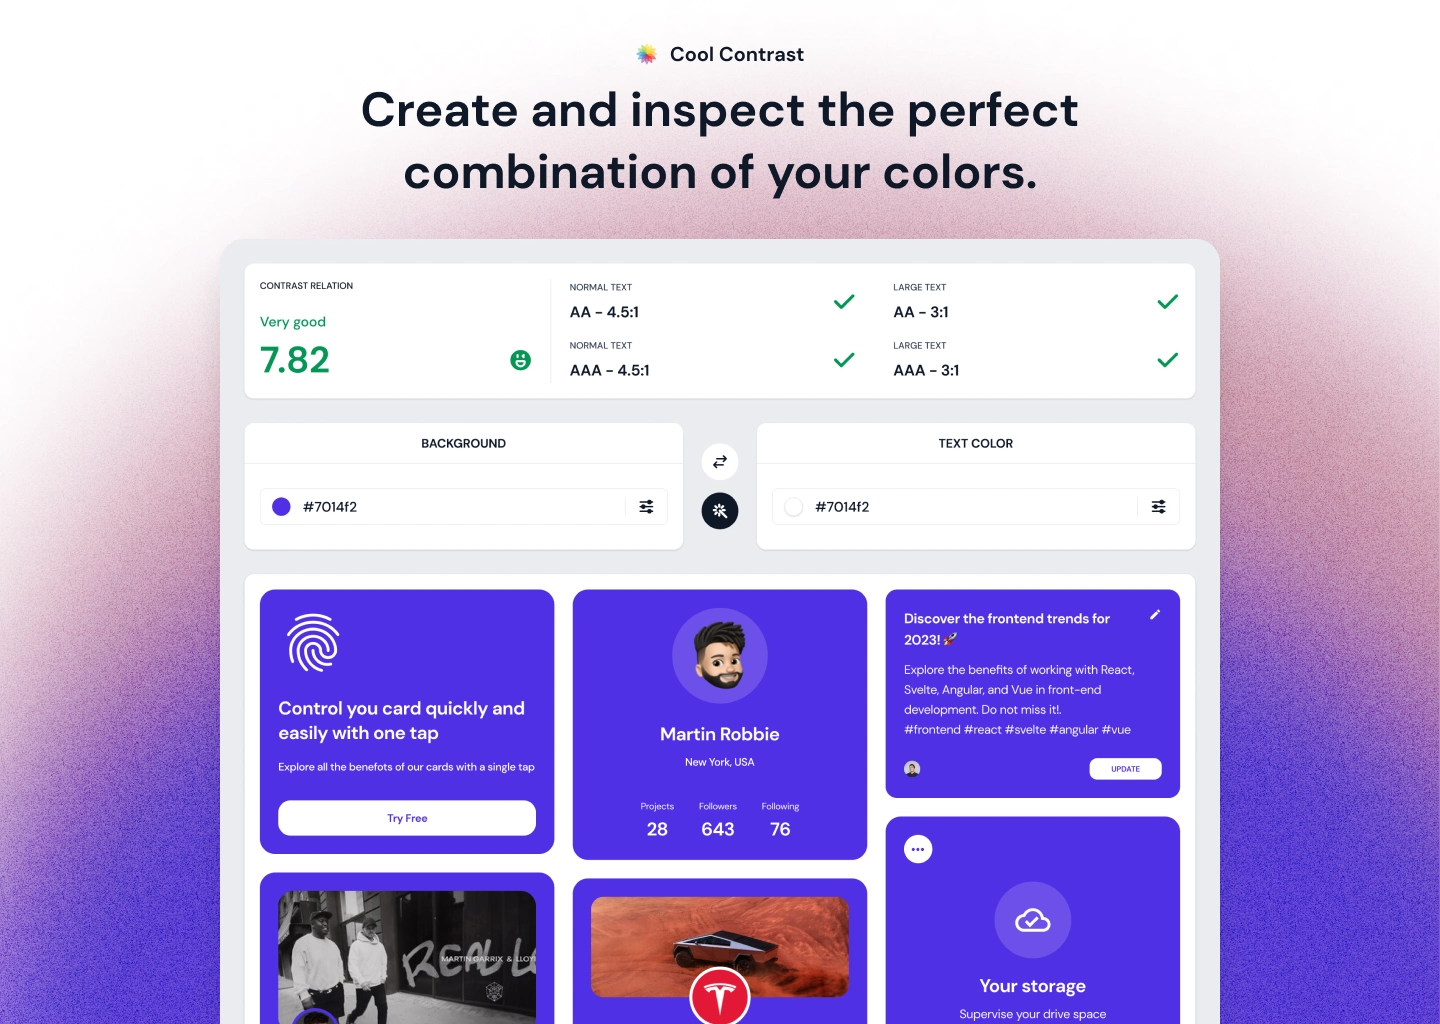 Cool Contrast
Create and inspect the perfect
combination of your colors.
CONTRAST RELATION
Very good
7.82
NORMAL TEXT
AA - 4.5:1
LARGE TEXT
AA - 3:1
NORMAL TEXT
AAA - 4.5:1
LARGE TEXT
AAA - 3:1
BACKGROUND
#7014f2
TEXT COLOR
#7014f2
Control you card quickly and
easily with one tap
Explore all the benefots of our cards with a single tap
Try Free
Martin Robbie
New York, USA
Projects Followers Following
28 643 76
Discover the frontend trends for
2023!🚀
Explore the benefits of working with React,
Svelte, Angular, and Vue in front-end
development. Do not miss it!.
#frontend #react #svelte #angular #vue
UPDATE
REAL L
MARTIN GARRIX & LLOY
Your storage
Supervise your drive space